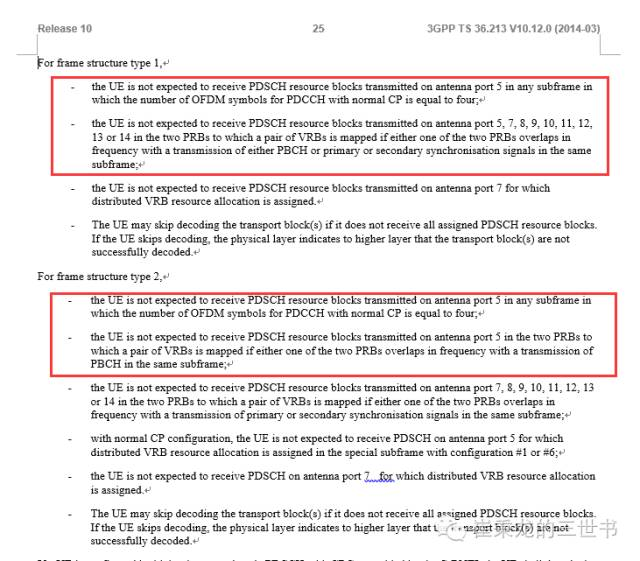 Release 10 25 3GPP TS 36.213 V10.12.0 (2014-03)
For frame structure type 1,↵
- the UE is not expected to receive PDSCH resource blocks transmitted on antenna port 5 in any subframe in
which the number of OFDM symbols for PDCCH with normal CP is equal to four;↵
- the UE is not expected to receive PDSCH resource blocks transmitted on antenna port 5, 7, 8, 9, 10, 11, 12,
13 or 14 in the two PRBs to which a pair of VRBs is mapped if either one of the two PRBs overlaps in
frequency with a transmission of either PBCH or primary or secondary synchronisation signals in the same
subframe;↵
- the UE is not expected to receive PDSCH resource blocks transmitted on antenna port 7 for which
distributed VRB resource allocation is assigned.↵
- The UE may skip decoding the transport block(s) if it does not receive all assigned PDSCH resource blocks.
If the UE skips decoding, the physical layer indicates to higher layer that the transport block(s) are not
successfully decoded.↵
For frame structure type 2,↵
- the UE is not expected to receive PDSCH resource blocks transmitted on antenna port 5 in any subframe in
which the number of OFDM symbols for PDCCH with normal CP is equal to four;↵
- the UE is not expected to receive PDSCH resource blocks transmitted on antenna port 5 in the two PRBs to
which a pair of VRBs is mapped if either one of the two PRBs overlaps in frequency with a transmission of
PBCH in the same subframe;↵
- the UE is not expected to receive PDSCH resource blocks transmitted on antenna port 7, 8, 9, 10, 11, 12, 13
or 14 in the two PRBs to which a pair of VRBs is mapped if either one of the two PRBs overlaps in
frequency with a transmission of primary or secondary synchronisation signals in the same subframe;↵
- with normal CP configuration, the UE is not expected to receive PDSCH on antenna port 5 for which
distributed VRB resource allocation is assigned in the special subframe with configuration #1 or #6;↵
- the UE is not expected to receive PDSCH on antenna port 7 for which distributed VRB resource allocation
is assigned.↵
- The UE may skip decoding the transport block(s) if it does not receive all assigned PDSCH resource blocks.
If the UE skips decoding, the physical layer indicates to higher layer that the transport block(s) are not
successfully decoded.↵
崔秉龙的三世书